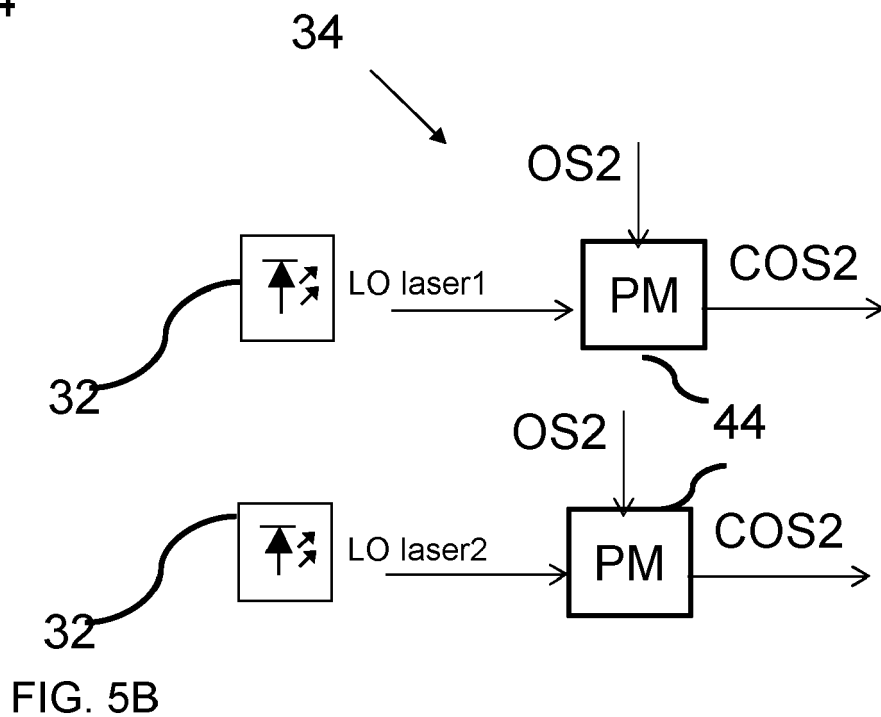 34
OS2
LO laser1
PM
COS2
32
44
OS2
LO laser2
PM
COS2
32
FIG. 5B